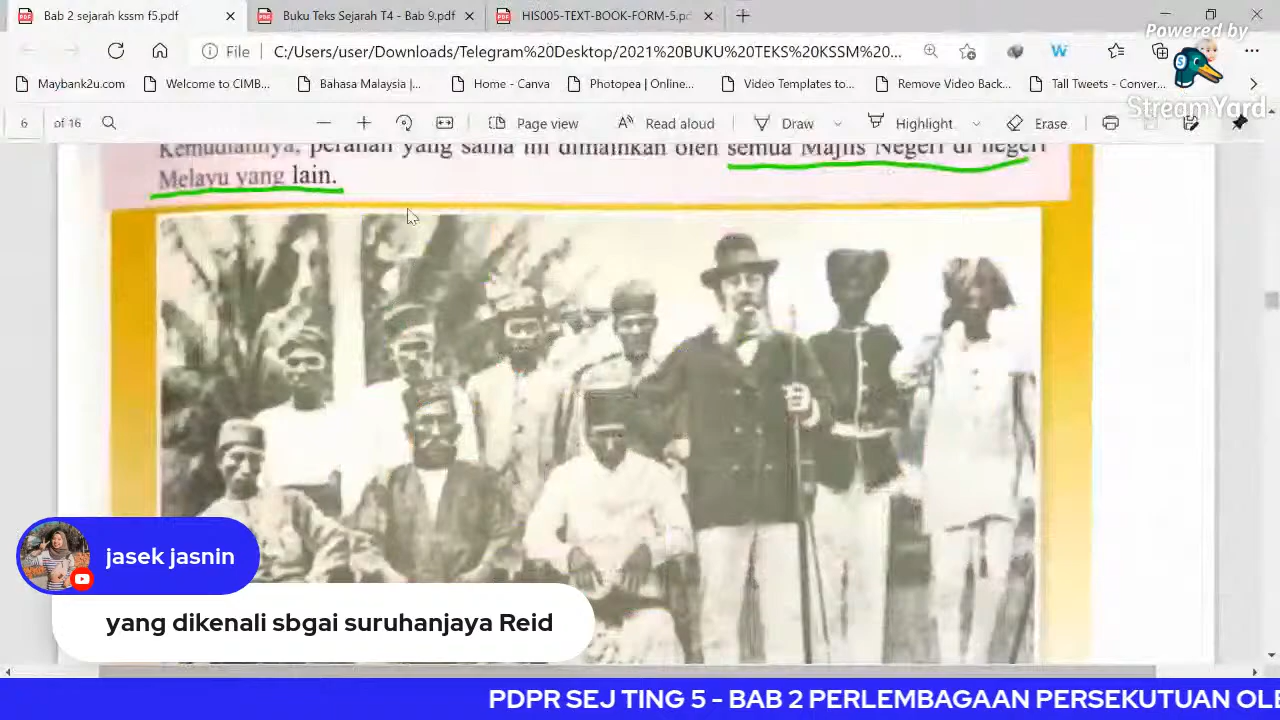 Bab 2 sejarah kssm f5.pdf
Buku Teks Sejarah T4 - Bab 9.pdf
HIS005-TEXT-BOOK-FORM-5.pd
Powered by
File
C:/Users/user/Downloads/Telegram%20Desktop/2021%20BUKU%20TEKS%20KSSM%20...
W
S
StreamYard
Maybank2u.com
Welcome to CIMB...
Bahasa Malaysia |...
Home - Canva
Photopea | Online...
Video Templates to...
Remove Video Back...
Tall Tweets - Conver...
6 of 16
Page view
Read aloud
Draw
Highlight
Erase
Kemudiannya, peranan yang sama ini dimainkan oleh semua Majlis Negeri di negeri
Melayu yang lain.
jasek jasnin
yang dikenali sbgai suruhanjaya Reid
PDPR SEJ TING 5 - BAB 2 PERLEMBAGAAN PERSEKUTUAN OLE